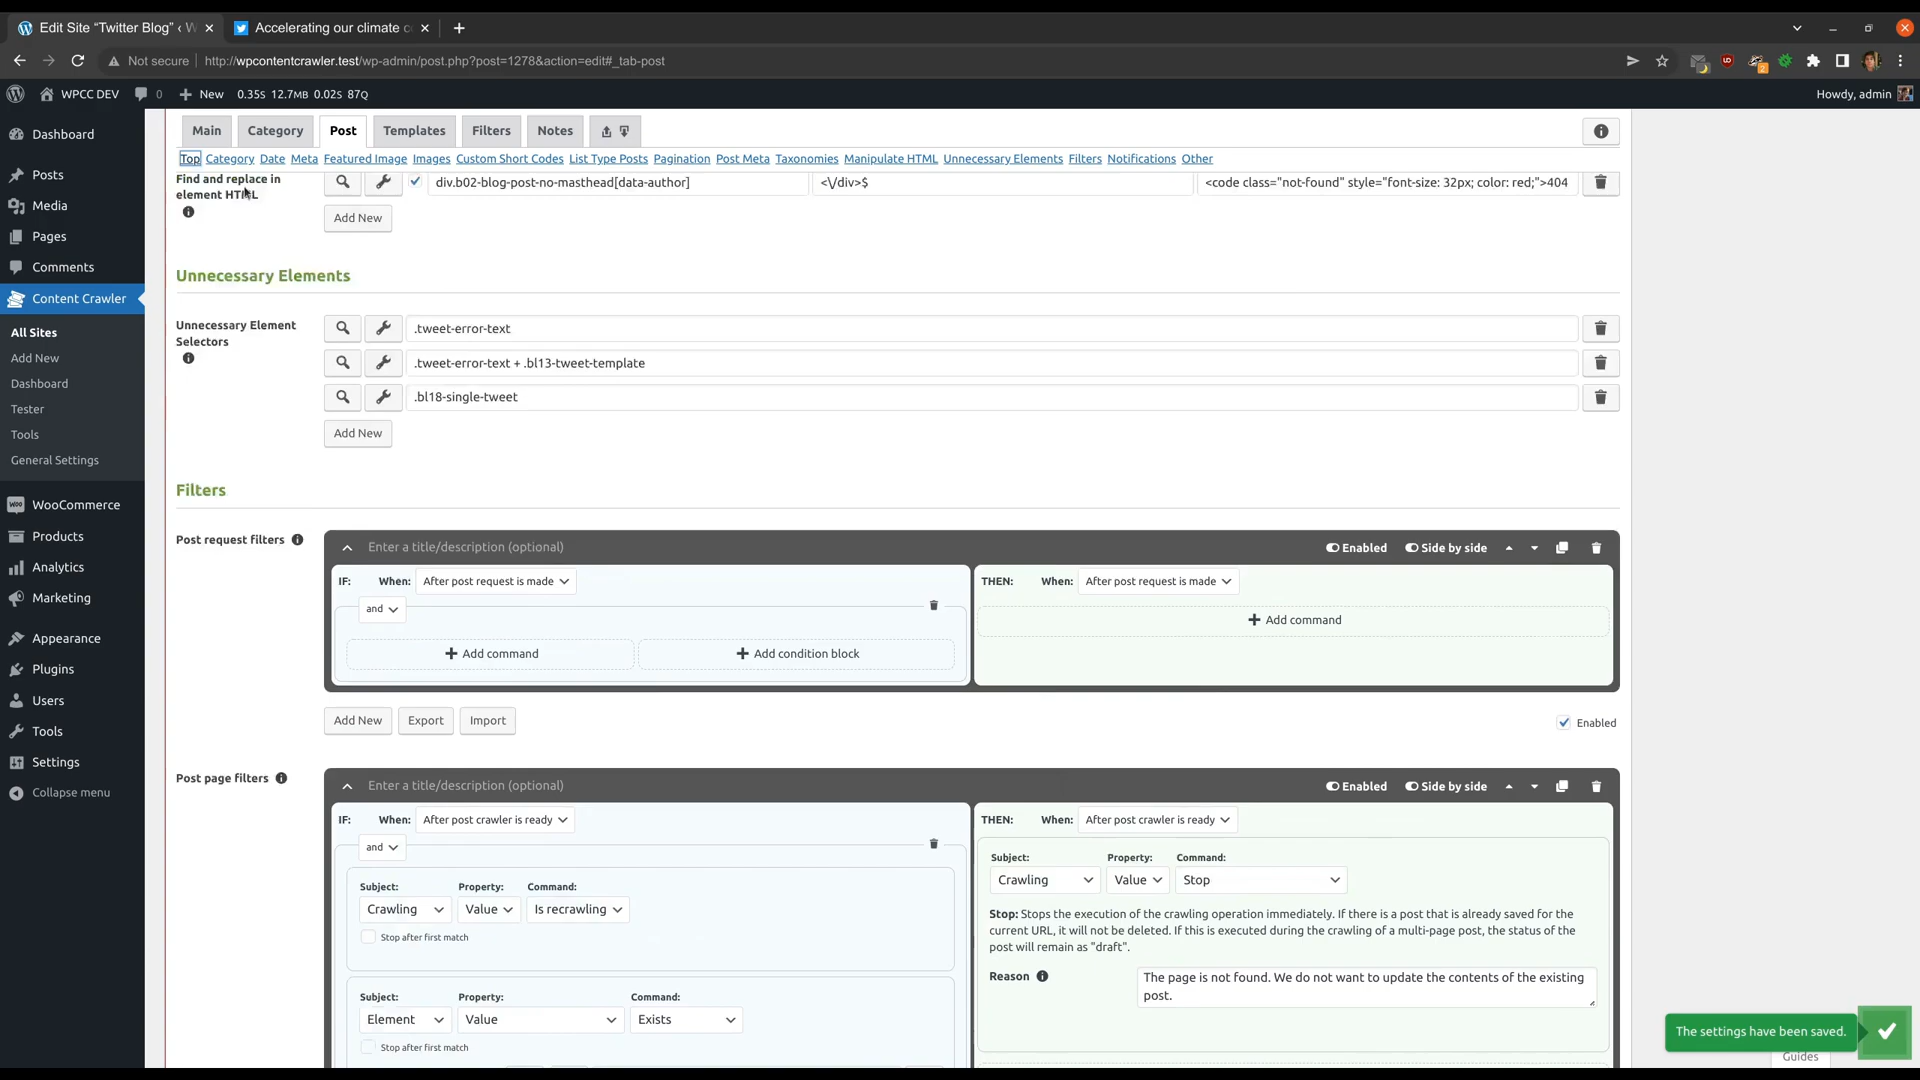 Edit Site “Twitter Blog” ‹ W
Accelerating our climate c
Not secure
http://wpcontentcrawler.test/wp-admin/post.php?post=1278&action=edit#_tab-post
WPCC DEV
0
New
0.35S 12.7MB 0.02S 87Q
Howdy, admin
Dashboard
Posts
Media
Pages
Comments
Content Crawler
All Sites
Add New
Dashboard
Tester
Tools
General Settings
WooCommerce
Products
Analytics
Marketing
Appearance
Plugins
Users
Tools
Settings
Collapse menu
Main
Category
Post
Templates
Filters
Notes
Top Category Date Meta Featured Image Images Custom Short Codes List Type Posts Pagination Post Meta Taxonomies Manipulate HTML Unnecessary Elements Filters Notifications Other
Find and replace in element HTML
div.b02-blog-post-no-masthead[data-author]
<\/div>$
<code class="not-found" style="font-size: 32px; color: red;">404
Add New
Unnecessary Elements
Unnecessary Element Selectors
.tweet-error-text
.tweet-error-text + .bl13-tweet-template
.bl18-single-tweet
Add New
Filters
Post request filters
Enter a title/description (optional)
Enabled
Side by side
IF: When: After post request is made
and
Add command
Add condition block
THEN: When: After post request is made
Add command
Add New
Export
Import
Enabled
Post page filters
Enter a title/description (optional)
Enabled
Side by side
IF: When: After post crawler is ready
and
Subject: Property: Command:
Crawling Value Is recrawling
Stop after first match
Subject: Property: Command:
Element Value Exists
Stop after first match
THEN: When: After post crawler is ready
Subject: Property: Command:
Crawling Value Stop
Stop: Stops the execution of the crawling operation immediately. If there is a post that is already saved for the
current URL, it will not be deleted. If this is executed during the crawling of a multi-page post, the status of the
post will remain as "draft".
Reason
The page is not found. We do not want to update the contents of the existing
post.
The settings have been saved.
Guides